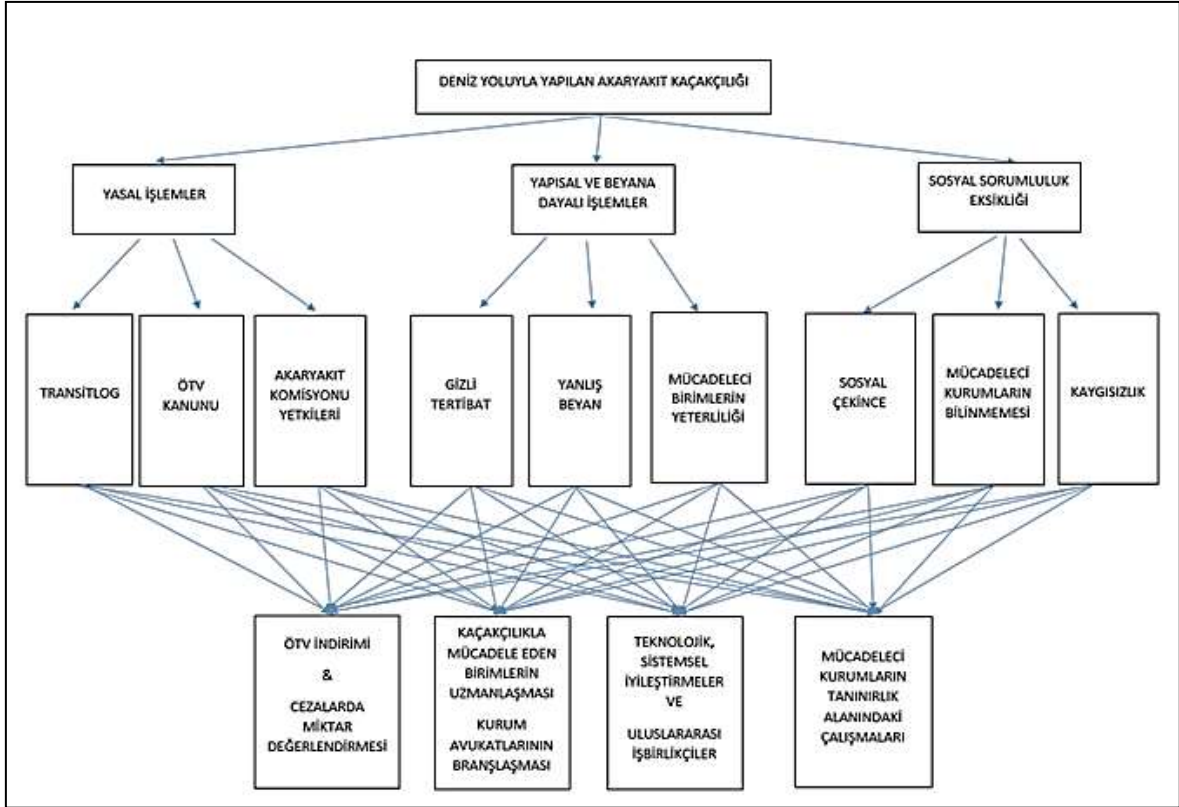 DENİZ YOLUYLA YAPILAN AKARYAKIT KAÇAKÇILIĞI
YASAL İŞLEMLER
YAPISAL VE BEYANA
DAYALI İŞLEMLER
SOSYAL SORUMLULUK
EKSİKLİĞİ
TRANSİTLOG
ÖTV
KANUNU
AKARYAKIT
KOMİSYONU
YETKİLERİ
GİZLİ
TERTİBAT
YANLIŞ
BEYAN
MÜCADELECİ
BİRİMLERİN
YETERLİLİĞİ
SOSYAL
ÇEKİNCE
MÜCADELECİ
KURUMLARIN
BİLİNMEMESİ
KAYGISIZLIK
ÖTV İNDİRİMİ
&
CEZALARDA
MİKTAR
DEĞERLENDİRMESİ
KAÇAKÇILIKLA
MÜCADELE EDEN
BİRİMLERİN
UZMANLAŞMASI
KURUM
AVUKATLARININ
BRANŞLAŞMASI
TEKNOLOJİK,
SİSTEMSEL
İYİLEŞTİRMELER
VE
ULUSLARARASI
İŞBİRLİKÇİLER
MÜCADELECİ
KURUMLARIN
TANINIRLIK
ALANINDAKİ
ÇALIŞMALARI